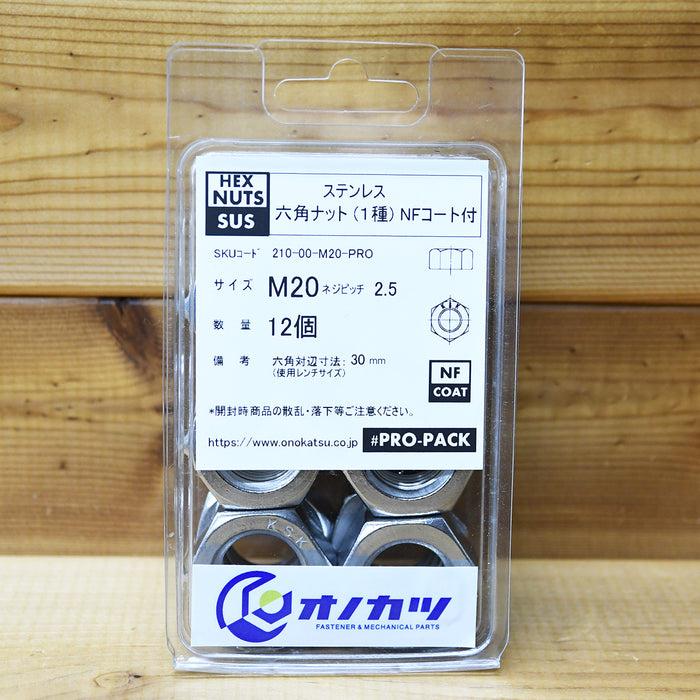 HEX
NUTS
SUS
ステンレス
六角ナット(1種)NFコート付
SKUコード 210-00-M20-PRO
サイズ M20 ネジピッチ 2.5
数量 12個
備考 六角対辺寸法: 30 mm
(使用レンチサイズ)
NF
COAT
*開封時商品の散乱・落下等ご注意ください。
https://www.onokatsu.co.jp
#PRO-PACK
KSK
オノカツ
FASTENER & MECHANICAL PARTS